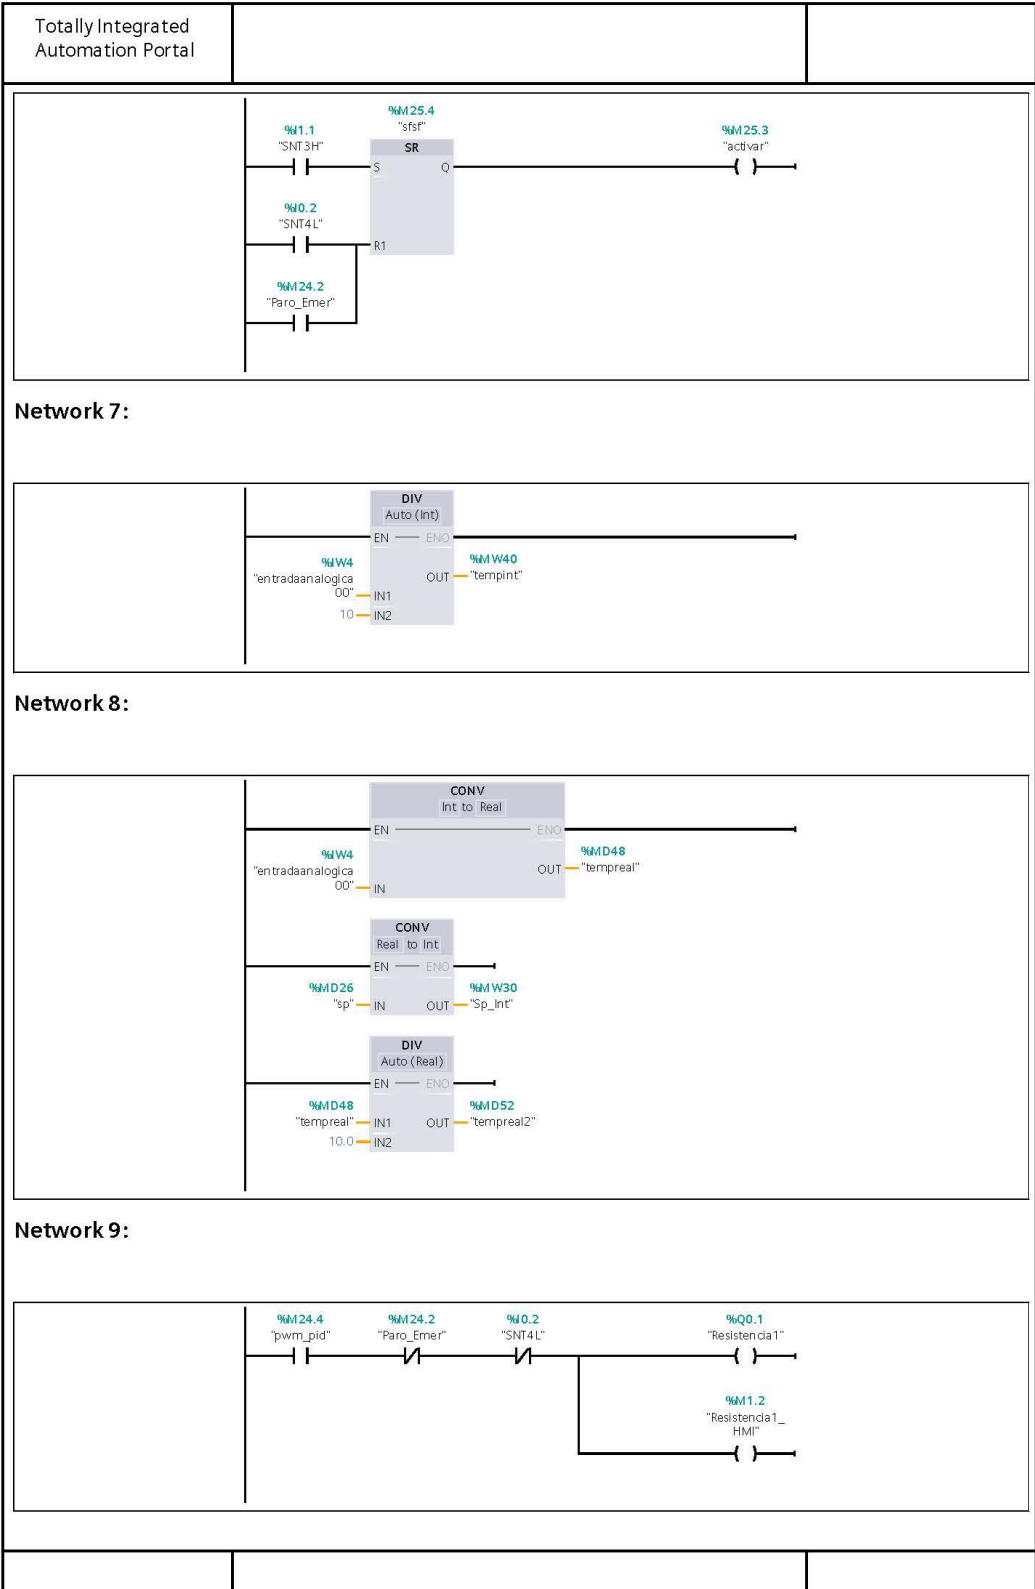 Totally Integrated
Automation Portal
%M25.4
"sfsf"
%I1.1
"SNT3H"
SR
%M25.3
"activar"
S
Q
%I0.2
"SNT4L"
R1
%M24.2
"Paro_Emer"
Network 7:
DIV
Auto (Int)
EN
ENO
%IW4
"entradaanalogica
00"
IN1
10
IN2
OUT
%MW40
"tempint"
Network 8:
CONV
Int to Real
EN
ENO
%IW4
"entradaanalogica
00"
IN
OUT
%MD48
"tempreal"
CONV
Real to Int
EN
ENO
%MD26
"sp"
IN
OUT
%MW30
"Sp_Int"
DIV
Auto (Real)
EN
ENO
%MD48
"tempreal"
IN1
10.0
IN2
OUT
%MD52
"tempreal2"
Network 9:
%M24.4
"pwm_pid"
%M24.2
"Paro_Emer"
%I0.2
"SNT4L"
%Q0.1
"Resistencia1"
%M1.2
"Resistencia1_
HMI"